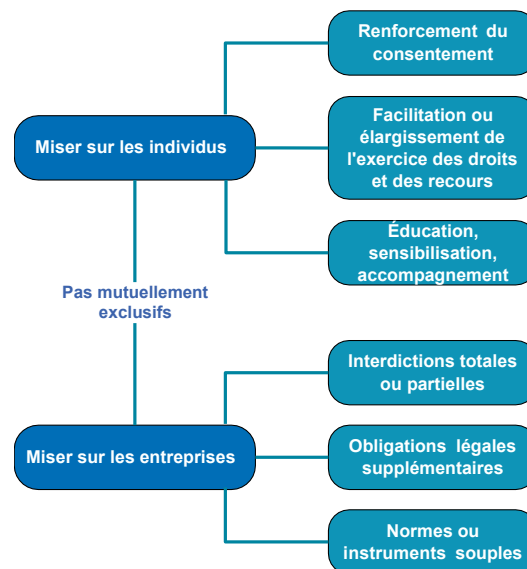 Renforcement du
consentement
Miser sur les individus
Facilitation ou
élargissement de
l'exercice des droits
et des recours
Éducation,
sensibilisation,
accompagnement
Pas mutuellement
exclusifs
Interdictions totales
ou partielles
Miser sur les entreprises
Obligations légales
supplémentaires
Normes ou
instruments souples